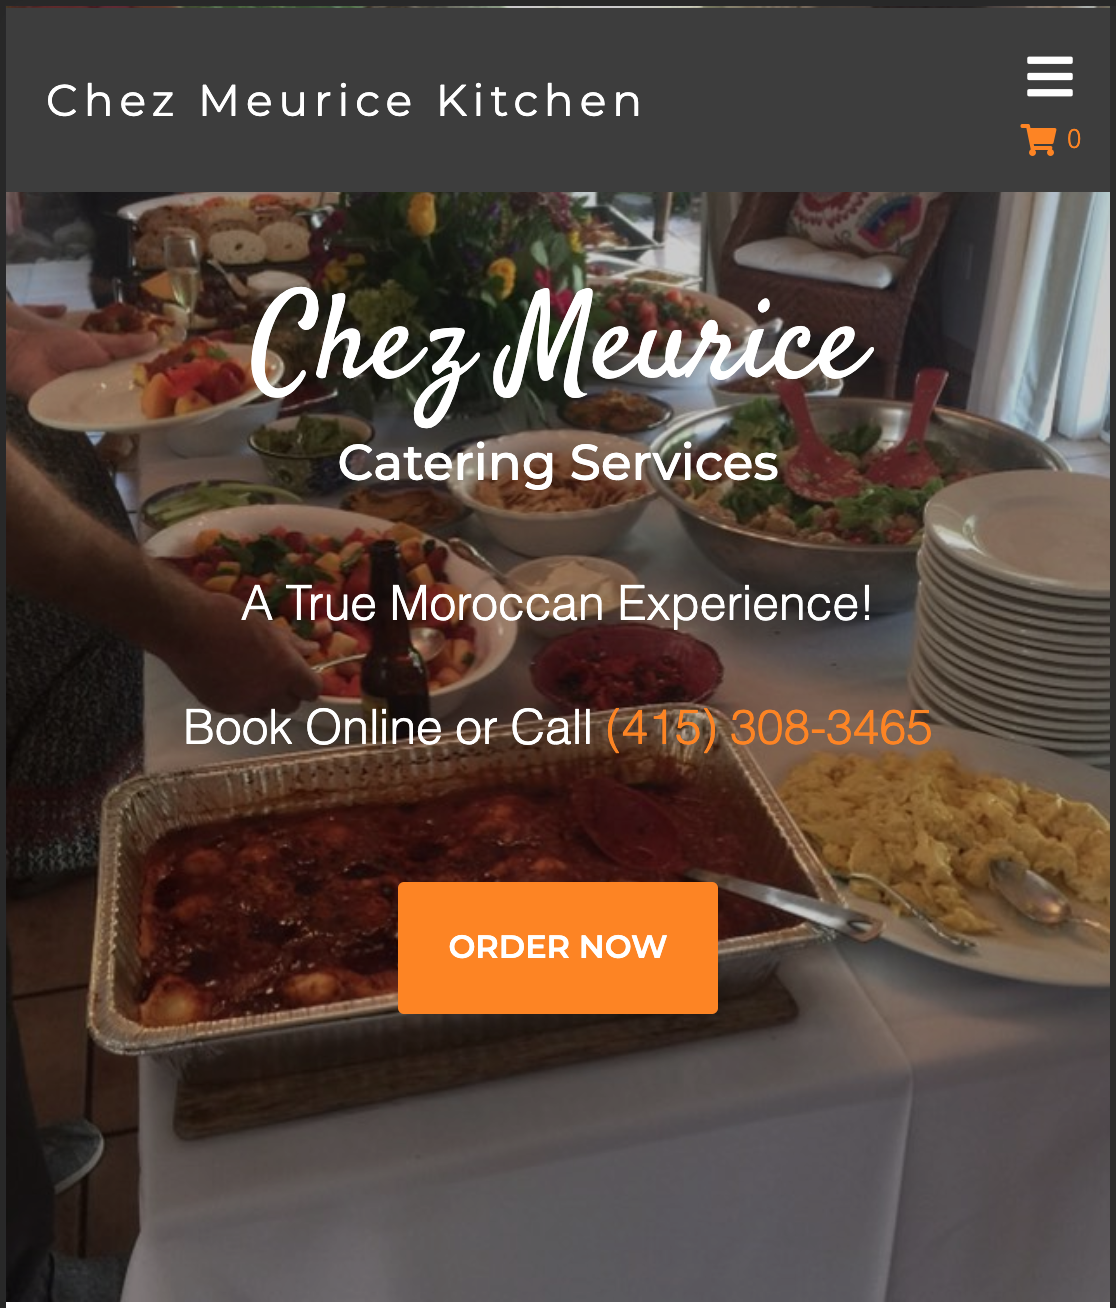 Chez Meurice Kitchen
0
Chez Meurice
Catering Services
A True Moroccan Experience!
Book Online or Call (415) 308-3465
ORDER NOW